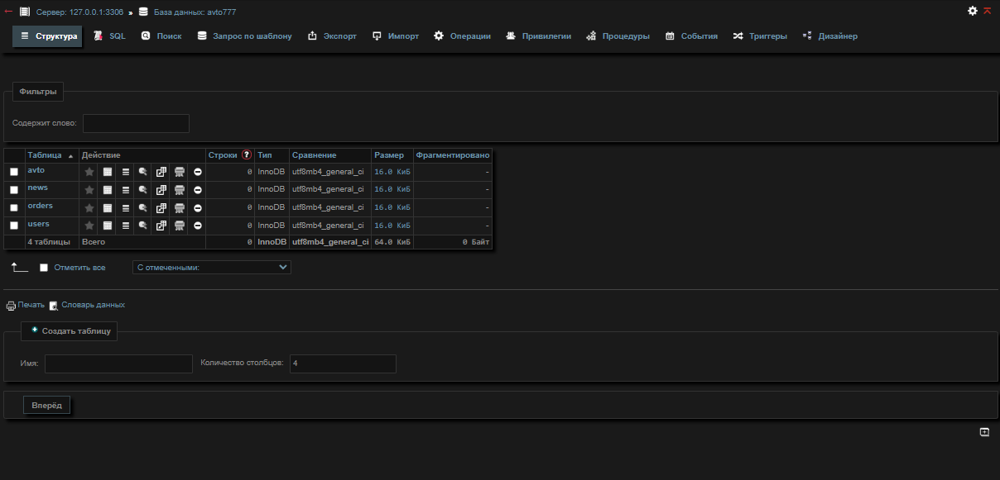 Сервер: 127.0.0.1:3306 » База данных: avto777
Структура SQL Поиск Запрос по шаблону Экспорт Импорт Операции Привилегии Процедуры События Триггеры Дизайнер
Фильтры
Содержит слово:
Таблица Действие Строки ? Тип Сравнение Размер Фрагментировано
avto 0 InnoDB utf8mb4_general_ci 16.0 КиБ -
news 0 InnoDB utf8mb4_general_ci 16.0 КиБ -
orders 0 InnoDB utf8mb4_general_ci 16.0 КиБ -
users 0 InnoDB utf8mb4_general_ci 16.0 КиБ -
4 таблицы Всего 0 InnoDB utf8mb4_general_ci 64.0 КиБ 0 Байт
Отметить все С отмеченными:
Печать Словарь данных
Создать таблицу
Имя: Количество столбцов: 4
Вперёд